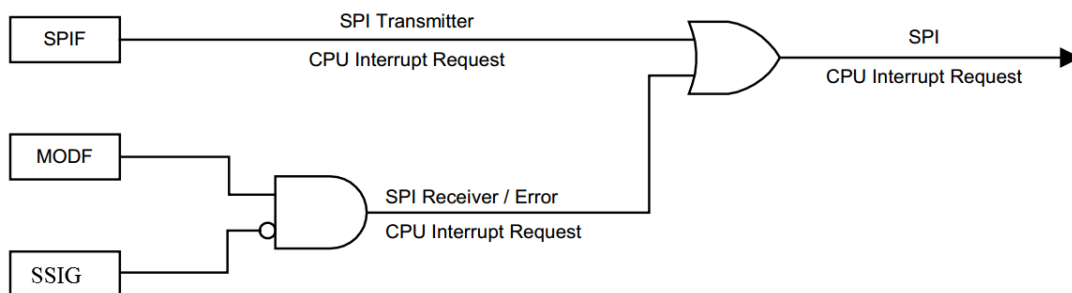 SPIF
SPI Transmitter
CPU Interrupt Request
SPI
CPU Interrupt Request
MODF
SPI Receiver / Error
CPU Interrupt Request
SSIG